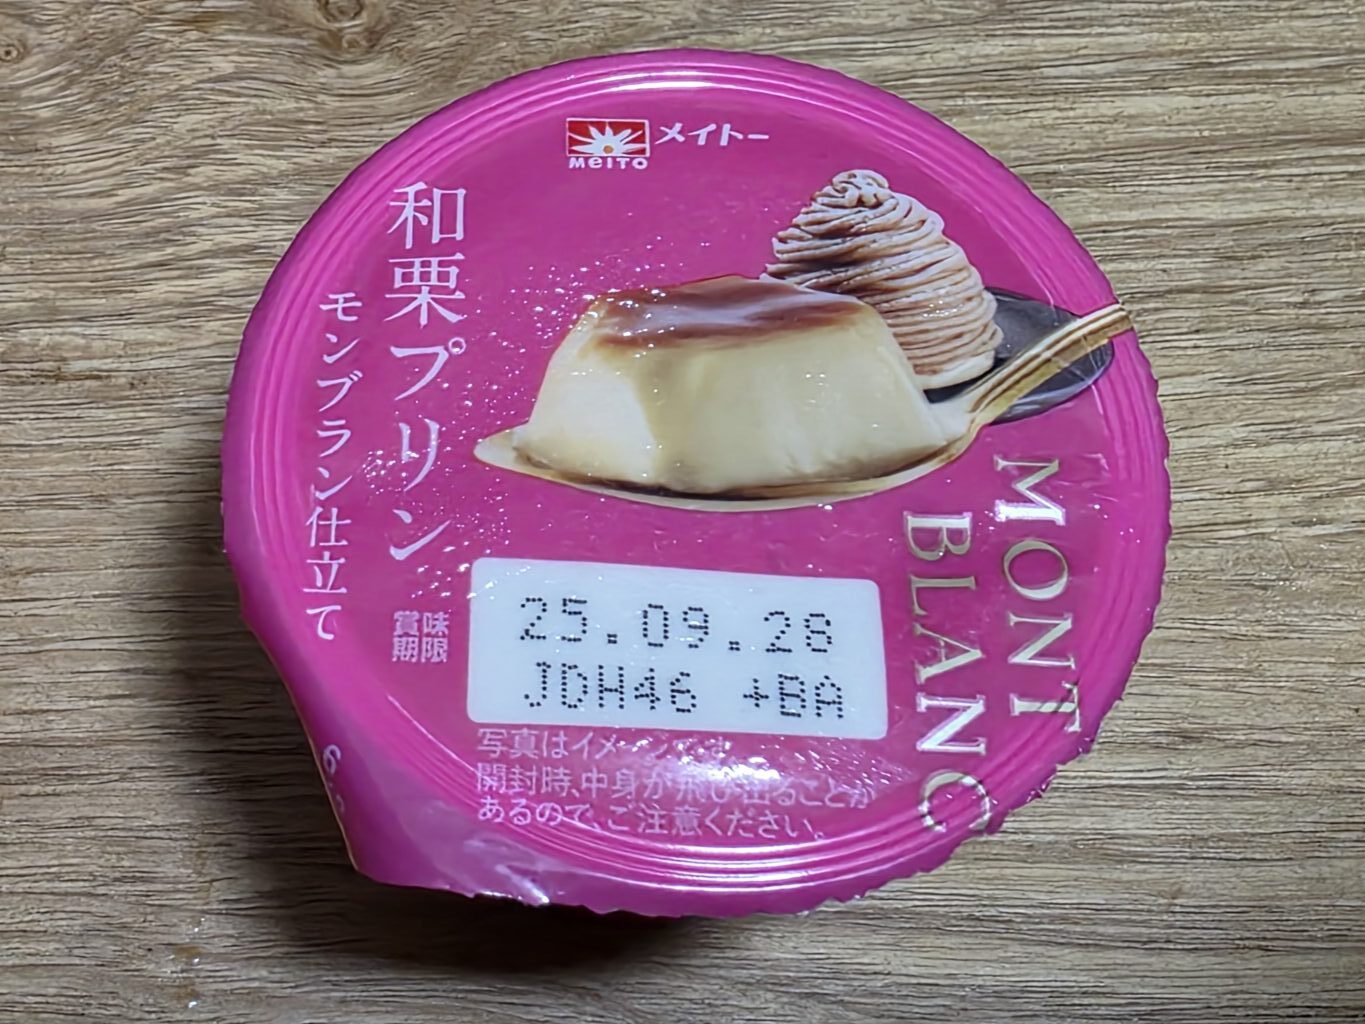 メイトー
MEITO
和栗プリン
モンブラン仕立て
MONT
BLANC
賞味
期限
25.09.28
JDH46 +BA
写真はイメージです
開封時、中身が飛び出ることが
あるので、ご注意ください。